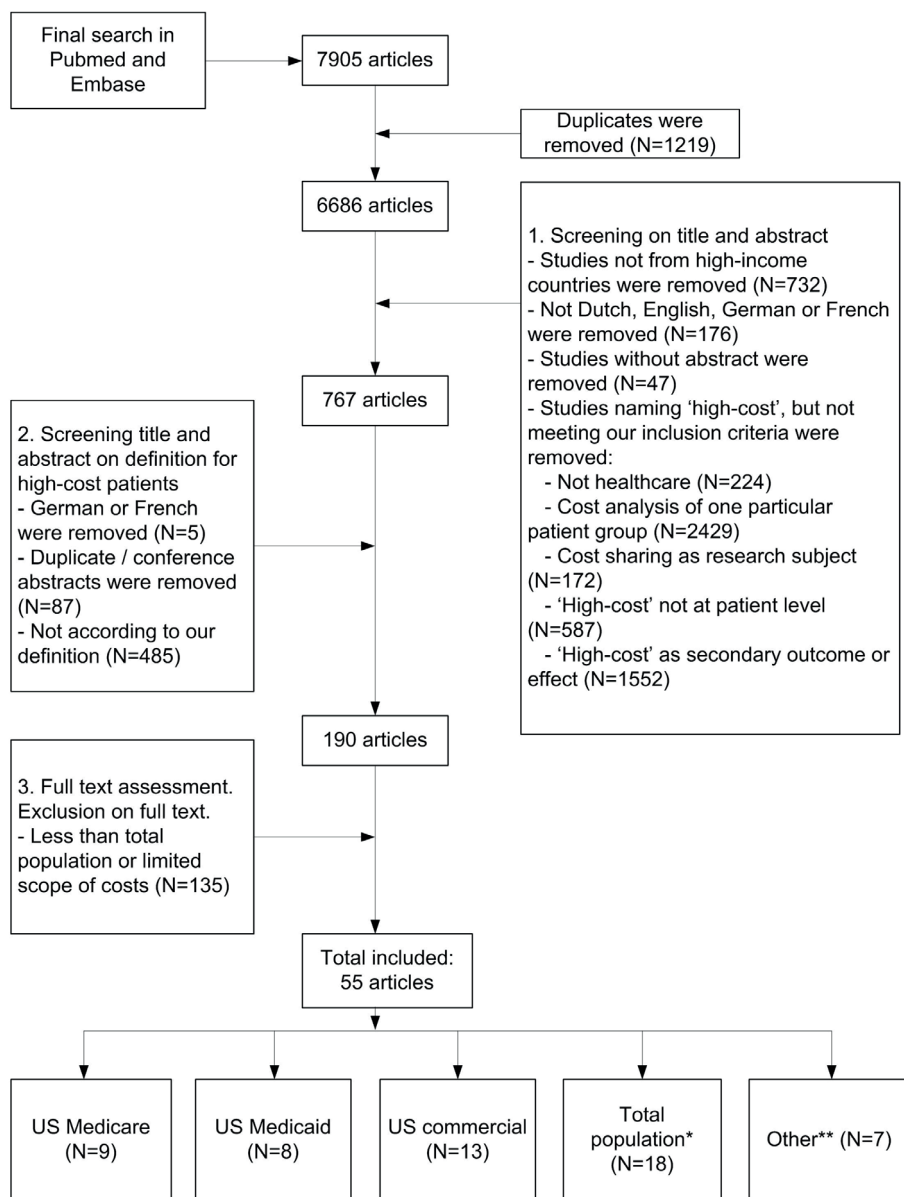 Final search in
Pubmed and
Embase
7905 articles
Duplicates were
removed (N=1219)
6686 articles
1. Screening on title and abstract
- Studies not from high-income
countries were removed (N=732)
- Not Dutch, English, German or French
were removed (N=176)
- Studies without abstract were
removed (N=47)
- Studies naming ‘high-cost’, but not
meeting our inclusion criteria were
removed:
- Not healthcare (N=224)
- Cost analysis of one particular
patient group (N=2429)
- Cost sharing as research subject
(N=172)
- ‘High-cost’ not at patient level
(N=587)
- ‘High-cost’ as secondary outcome or
effect (N=1552)
767 articles
2. Screening title and
abstract on definition for
high-cost patients
- German or French
were removed (N=5)
- Duplicate / conference
abstracts were removed
(N=87)
- Not according to our
definition (N=485)
190 articles
3. Full text assessment.
Exclusion on full text.
- Less than total
population or limited
scope of costs (N=135)
Total included:
55 articles
US Medicare
(N=9)
US Medicaid
(N=8)
US commercial
(N=13)
Total
population*
(N=18)
Other** (N=7)